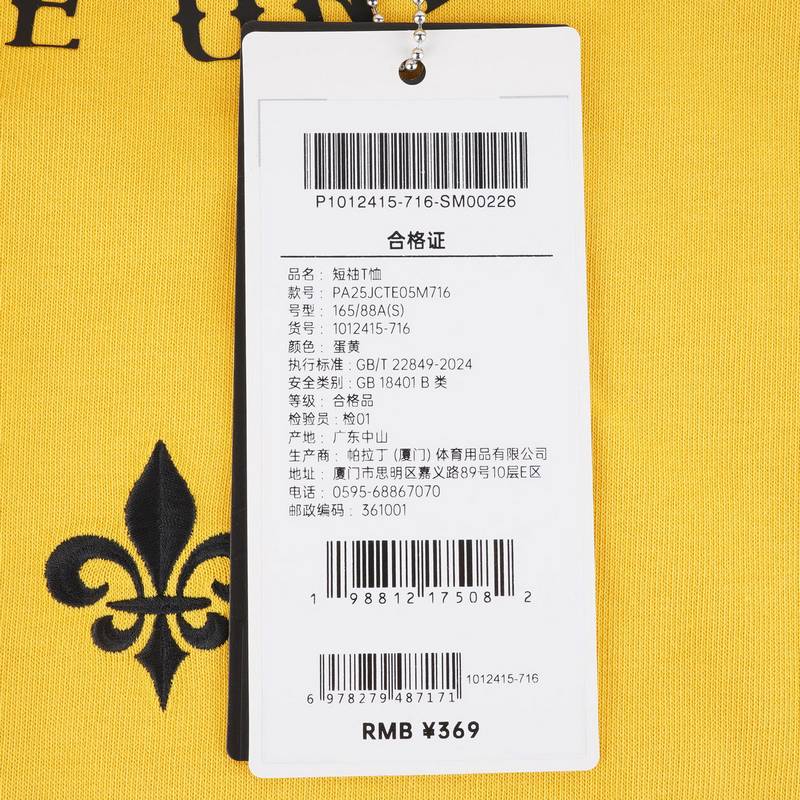 E UN
P1012415-716-SM00226
合格证
品名: 短袖T恤
款号: PA25JCTE05M716
号型: 165/88A(S)
货号: 1012415-716
颜色: 蛋黄
执行标准: GB/T 22849-2024
安全类别: GB 18401 B 类
等级: 合格品
检验员: 检01
产地: 广东中山
生产商: 帕拉丁 (厦门) 体育用品有限公司
地址: 厦门市思明区嘉义路89号10层E区
电话: 0595-68867070
邮政编码: 361001
1 98812 17508 2
1012415-716
6 978279 487171
RMB ¥369